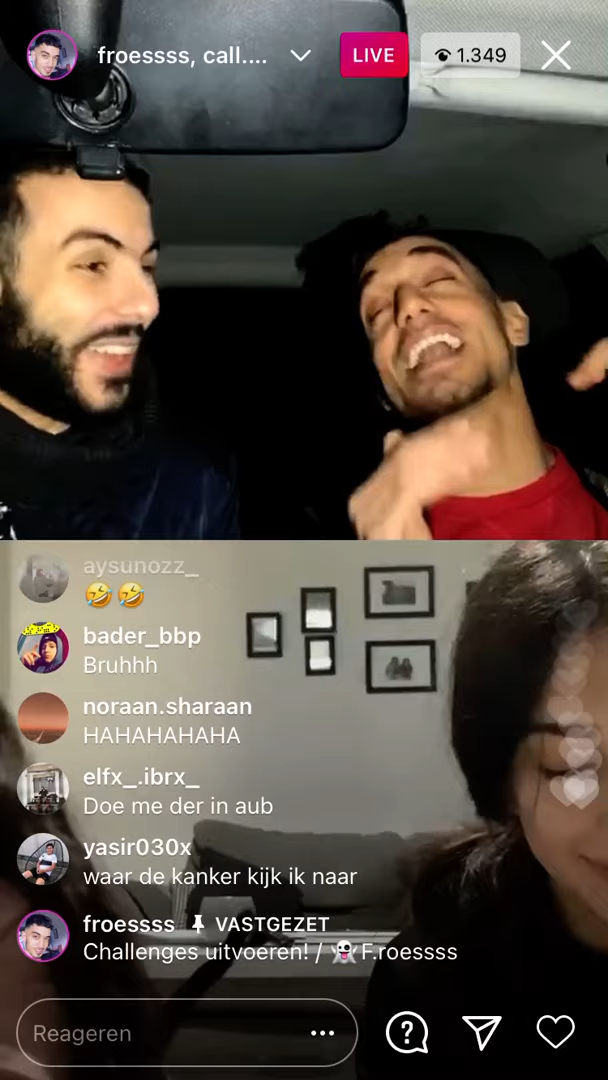 froessss, call....
LIVE
1.349
aysunozz_
🤣🤣
bader_bbp
Bruhhh
noraan.sharaan
HAHAHAHAHA
elfx_.ibrx_
Doe me der in aub
yasir030x
waar de kanker kijk ik naar
froessss 📌 VASTGEZET
Challenges uitvoeren! / 👻F.roessss
Reageren